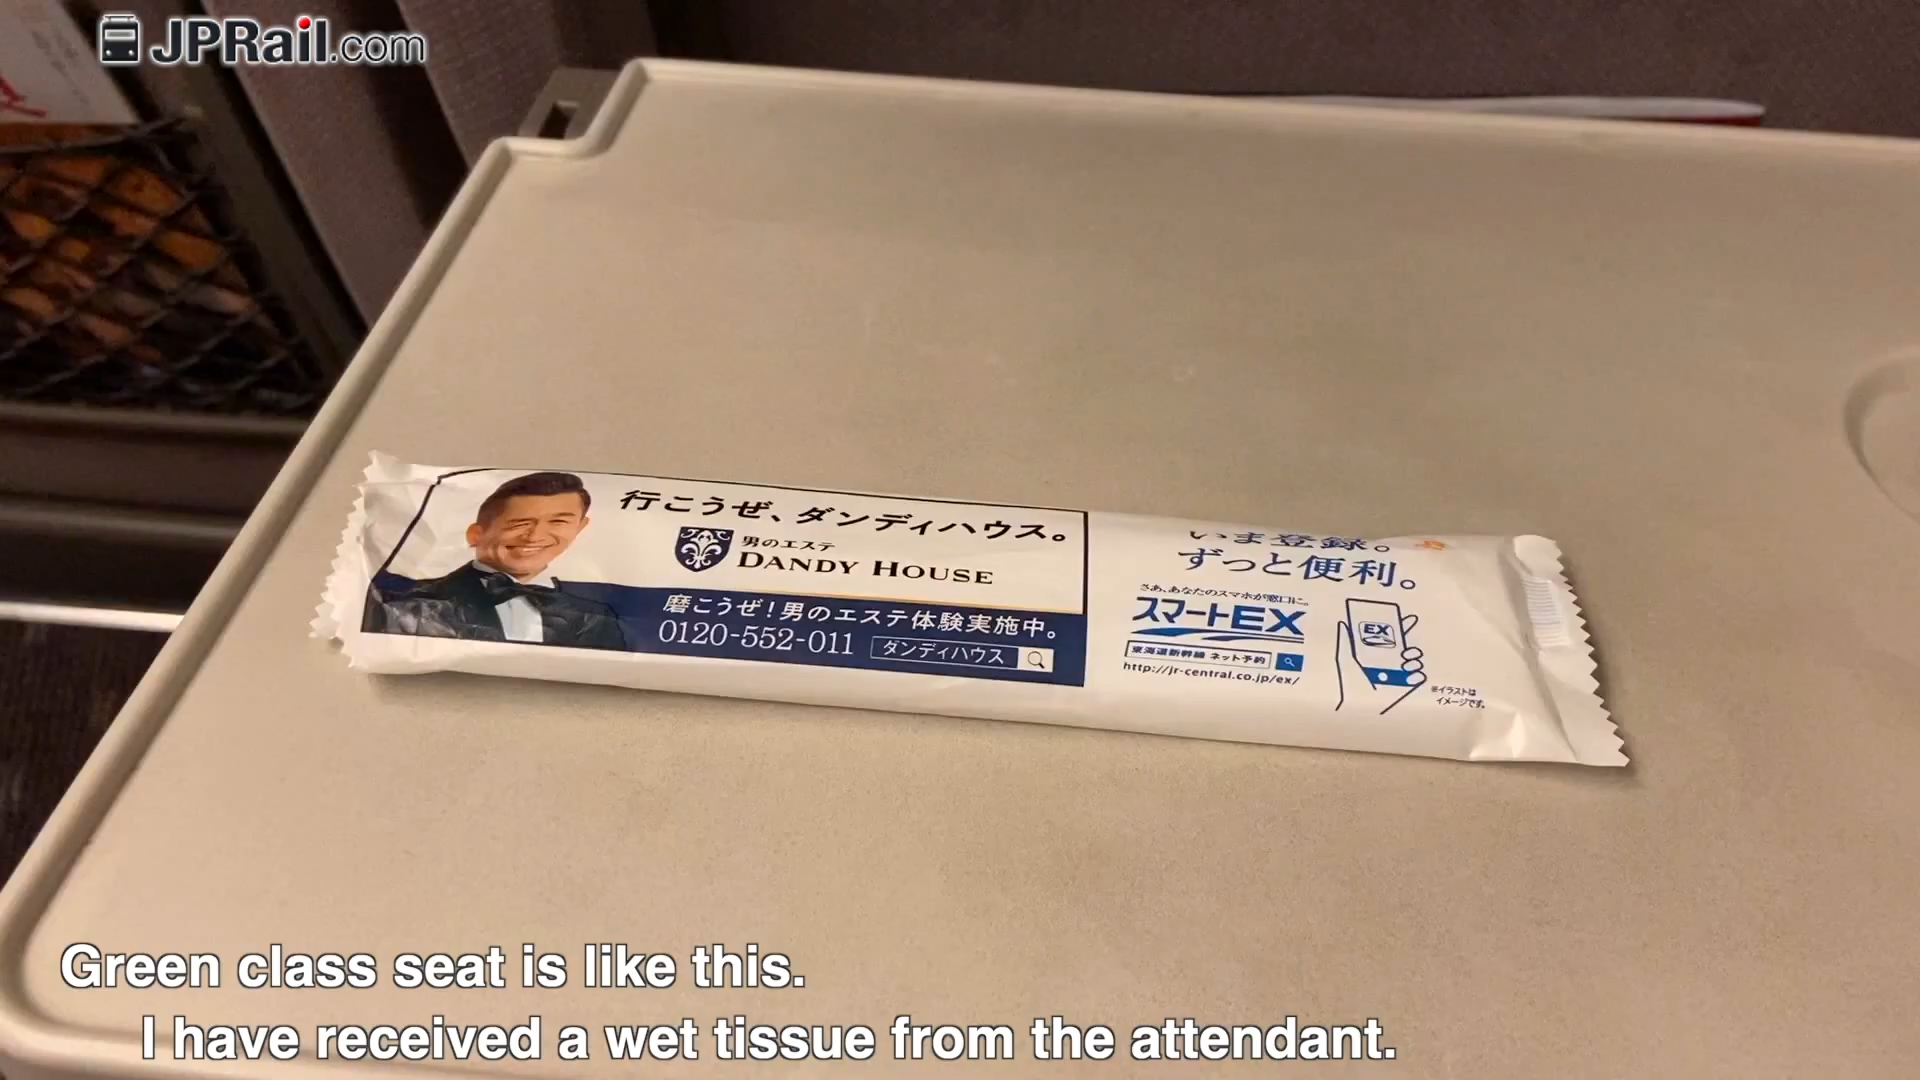 JPRail.com
行こうぜ、ダンディハウス。
男のエステ
DANDY HOUSE
磨こうぜ!男のエステ体験実施中。
0120-552-011
ダンディハウス
いま登録。
ずっと便利。
さあ、あなたのスマホが窓口に。
スマートEX
東海道新幹線 ネット予約
http://jr-central.co.jp/ex/
EX
※イラストは
イメージです。
Green class seat is like this.
I have received a wet tissue from the attendant.